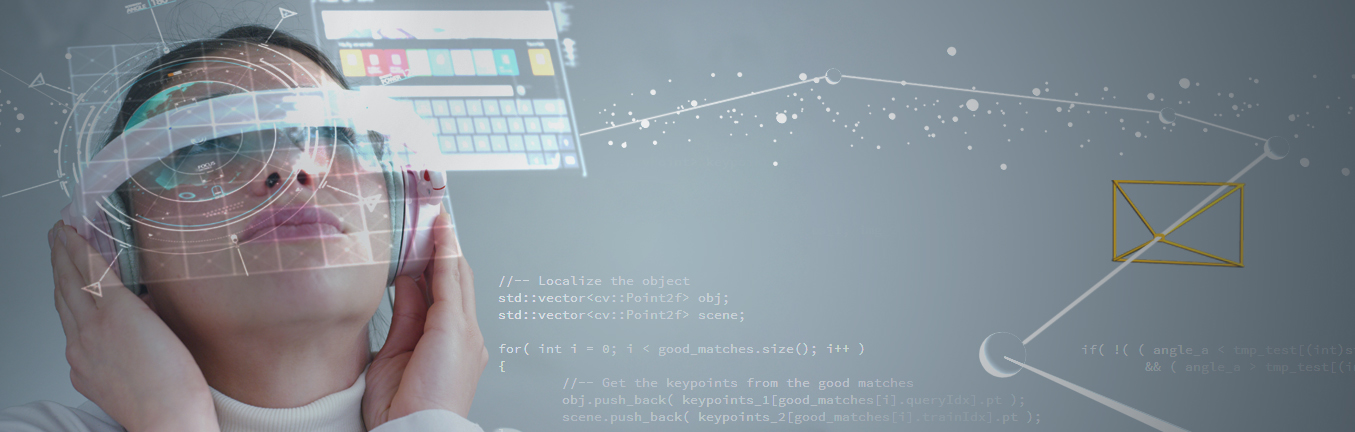 FOCUS
//-- Localize the object
std::vector<cv::Point2f> obj;
std::vector<cv::Point2f> scene;
for( int i = 0; i < good_matches.size(); i++ )
{
//-- Get the keypoints from the good matches
obj.push_back( keypoints_1[good_matches[i].queryIdx].pt );
scene.push_back( keypoints_2[good_matches[i].trainIdx].pt );
if( !( ( angle_a < tmp_test[(int)s
&& ( angle_a > tmp_test[(i